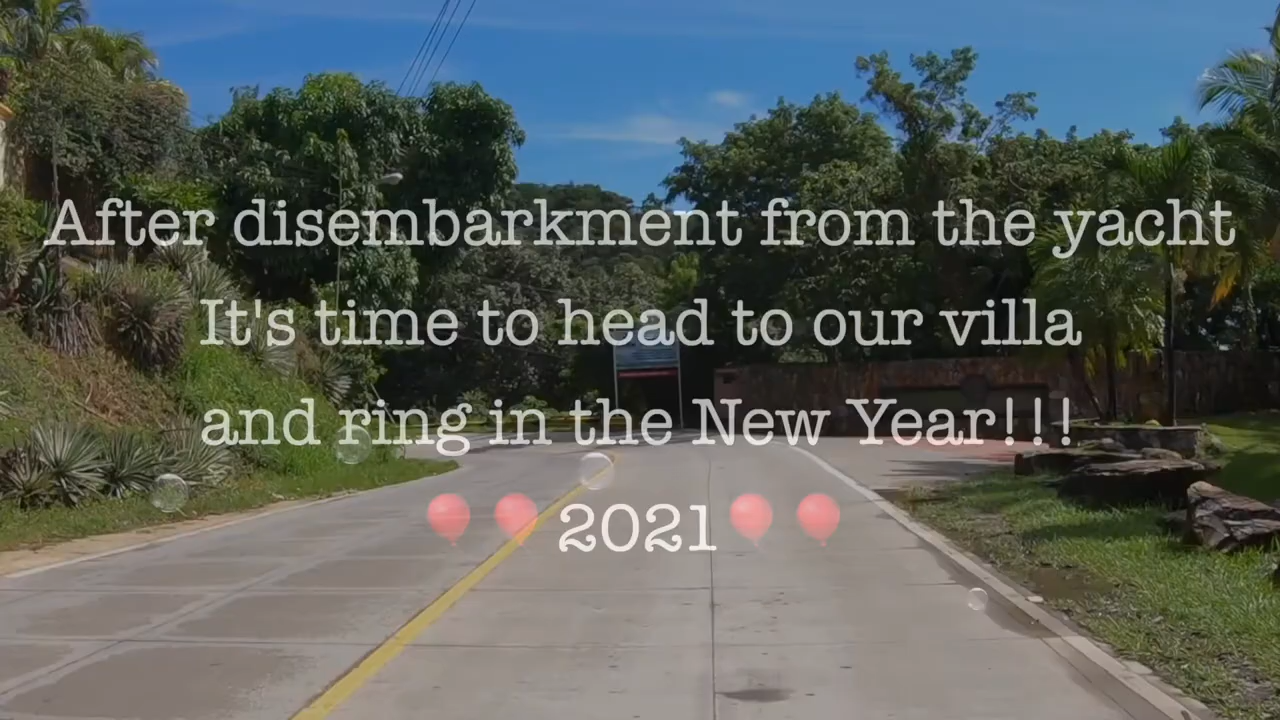 After disembarkment from the yacht
It's time to head to our villa
and ring in the New Year!!!
🎈🎈 2021 🎈🎈